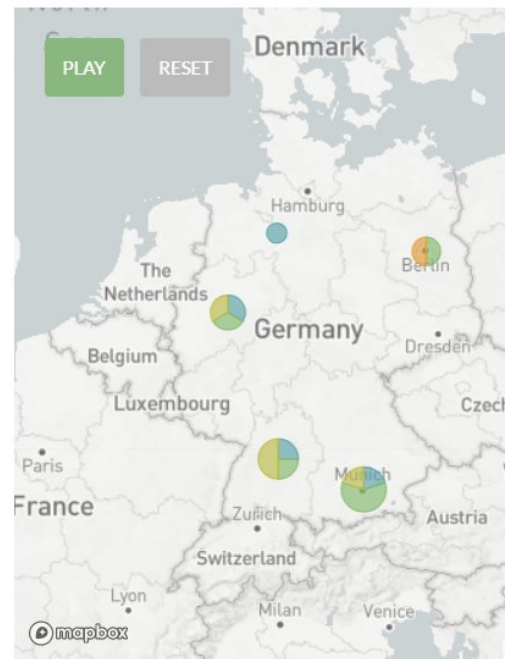 PLAY
RESET
Denmark
Hamburg
Berlin
The
Netherlands
Germany
Dresden
Belgium
Luxembourg
Czech
Paris
Munich
France
Zurich
Austria
Switzerland
Lyon
Milan
Venice
mapbox